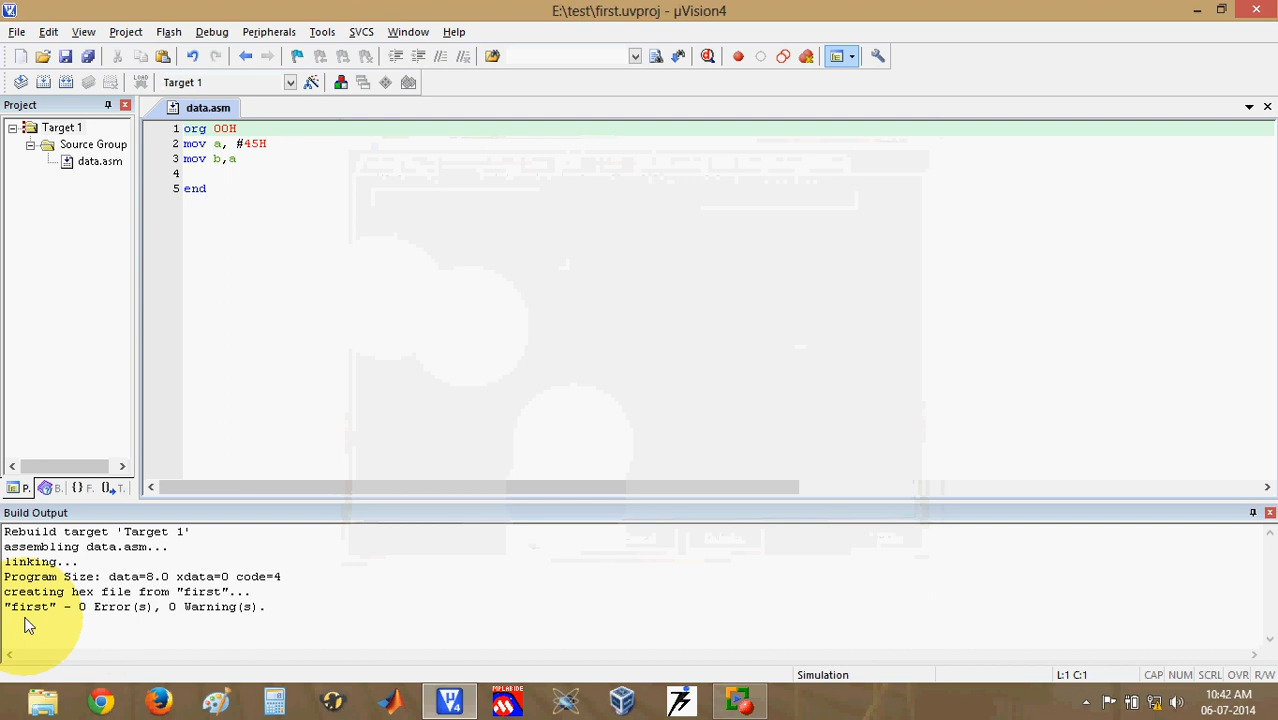 E:\test\first.uvproj - µVision4
File Edit View Project Flash Debug Peripherals Tools SVCS Window Help
LOAD Target 1
Project
data.asm
Target 1
Source Group
data.asm
1 org 00H
2 mov a, #45H
3 mov b,a
4
5 end
P. B. {} F. T.
Build Output
Rebuild target 'Target 1'
assembling data.asm...
linking...
Program Size: data=8.0 xdata=0 code=4
creating hex file from "first"...
"first" - 0 Error(s), 0 Warning(s).
Simulation L:1 C:1 CAP NUM SCRL OVR R/W
MPLAB IDE
10:42 AM
06-07-2014